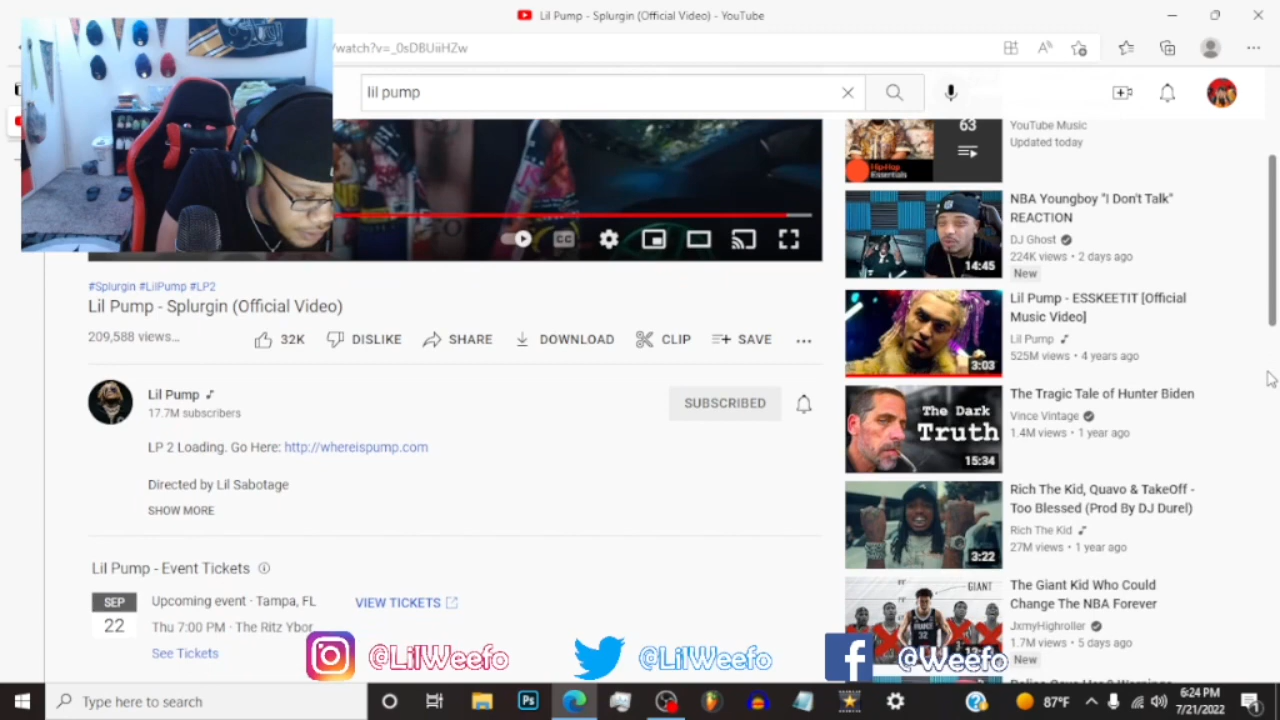 Lil Pump - Splurgin (Official Video) - YouTube
/watch?v=_0sDBUiiHZw
lil pump
63
Hip-Hop
Essentials
YouTube Music
Updated today
NBA Youngboy "I Don't Talk"
REACTION
DJ Ghost
224K views • 2 days ago
New
14:45
Lil Pump - ESSKEETIT [Official
Music Video]
Lil Pump
525M views • 4 years ago
3:03
The Tragic Tale of Hunter Biden
Vince Vintage
1.4M views • 1 year ago
The Dark
Truth
15:34
Rich The Kid, Quavo & TakeOff -
Too Blessed (Prod By DJ Durel)
Rich The Kid
27M views • 1 year ago
3:22
The Giant Kid Who Could
Change The NBA Forever
JxmyHighroller
1.7M views • 5 days ago
New
GIANT
32
CC
#Splurgin #LilPump #LP2
Lil Pump - Splurgin (Official Video)
209,588 views...
32K
DISLIKE
SHARE
DOWNLOAD
CLIP
SAVE
Lil Pump
17.7M subscribers
SUBSCRIBED
LP 2 Loading. Go Here: http://whereispump.com
Directed by Lil Sabotage
SHOW MORE
Lil Pump - Event Tickets
SEP
22
Upcoming event · Tampa, FL
Thu 7:00 PM · The Ritz Ybor
See Tickets
VIEW TICKETS
@LilWeefo
@LilWeefo
@Weefo
Type here to search
Ps
87°F
6:24 PM
7/21/2022
1